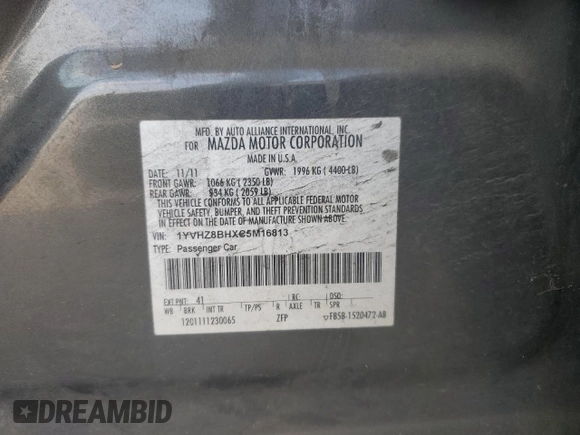 MFD. BY AUTO ALLIANCE INTERNATIONAL, INC.
FOR MAZDA MOTOR CORPORATION
MADE IN U.S.A.
DATE: 11/11 GVWR: 1996 KG ( 4400 LB)
FRONT GAWR: 1066 KG ( 2350 LB)
REAR GAWR: 934 KG ( 2059 LB)
THIS VEHICLE CONFORMS TO ALL APPLICABLE FEDERAL MOTOR
VEHICLE SAFETY, BUMPER, AND THEFT PREVENTION STANDARDS
IN EFFECT ON THE DATE OF MANUFACTURE SHOWN ABOVE.
VIN: 1YVHZ8BHXC5M16813
TYPE: Passenger Car
EXT PNT: 41 RC: DSO:
WB BRK INT TR TP/PS R AXLE TR SPR
1201111230065 ZFP F85B-1520472-AB
DREAMBID